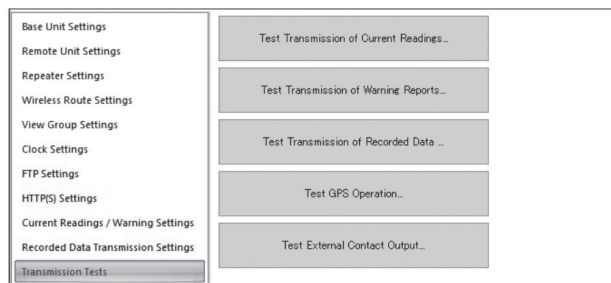 Base Unit Settings
Remote Unit Settings
Repeater Settings
Wireless Route Settings
View Group Settings
Clock Settings
FTP Settings
HTTP(S) Settings
Current Readings / Warning Settings
Recorded Data Transmission Settings
Transmission Tests
Test Transmission of Current Readings...
Test Transmission of Warning Reports...
Test Transmission of Recorded Data ...
Test GPS Operation...
Test External Contact Output...